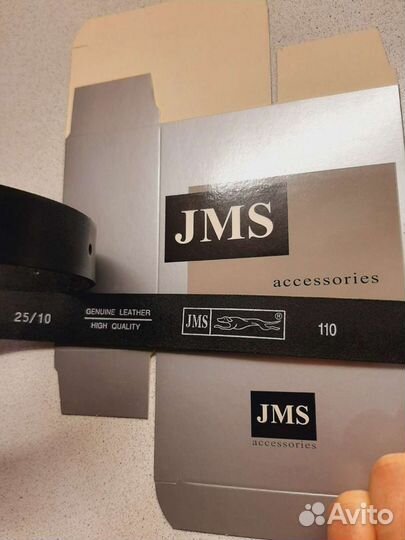 JMS
accessories
25/10
GENUINE LEATHER
HIGH QUALITY
JMS ®
110
JMS
accessories
Avito